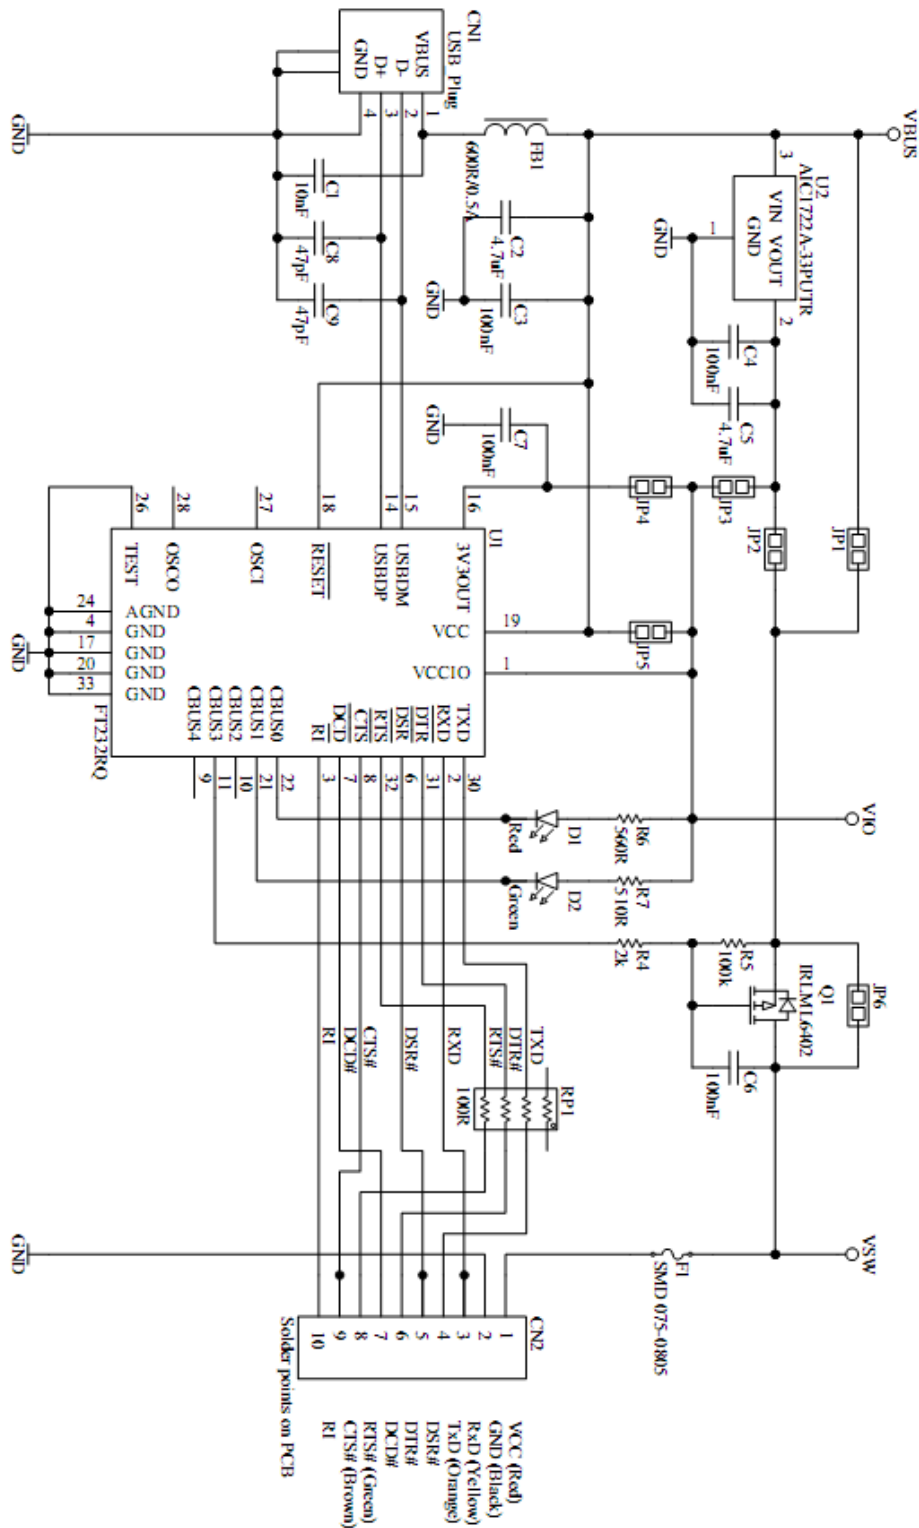 CN1
USB_Plug
VBUS
D-
D+
GND
1
2
3
4
GND
C1
10nF
C8
47pF
C9
47pF
FB1
600R/0.5A
C2
4.7uF
C3
100nF
GND
VBUS
U2
AIC1722A-33PUTR
VIN VOUT
GND
3
2
1
GND
C4
100nF
C5
4.7uF
C7
100nF
GND
JP1
JP2
JP3
JP4
JP5
U1
FT232RQ
16
15
14
18
27
28
26
3V3OUT
USBDM
USBDP
RESET
OSCI
OSCO
TEST
19
VCC
1
VCCIO
24
4
17
20
33
AGND
GND
GND
GND
GND
GND
TXD
RXD
DTR
DSR
RTS
CTS
DCD
RI
CBUS0
CBUS1
CBUS2
CBUS3
CBUS4
30
2
31
6
32
8
7
3
22
21
10
11
9
VIO
D1
Red
R6
560R
D2
Green
R7
510R
R4
2k
R5
100k
Q1
IRLML6402
JP6
C6
100nF
TXD
DTR#
RTS#
RXD
DSR#
CTS#
DCD#
RI
RP1
100R
VSW
F1
SMD 075-0805
GND
CN2
1
2
3
4
5
6
7
8
9
10
Solder points on PCB
VCC (Red)
GND (Black)
RxD (Yellow)
TxD (Orange)
DSR#
DTR#
DCD#
RTS# (Green)
CTS# (Brown)
RI